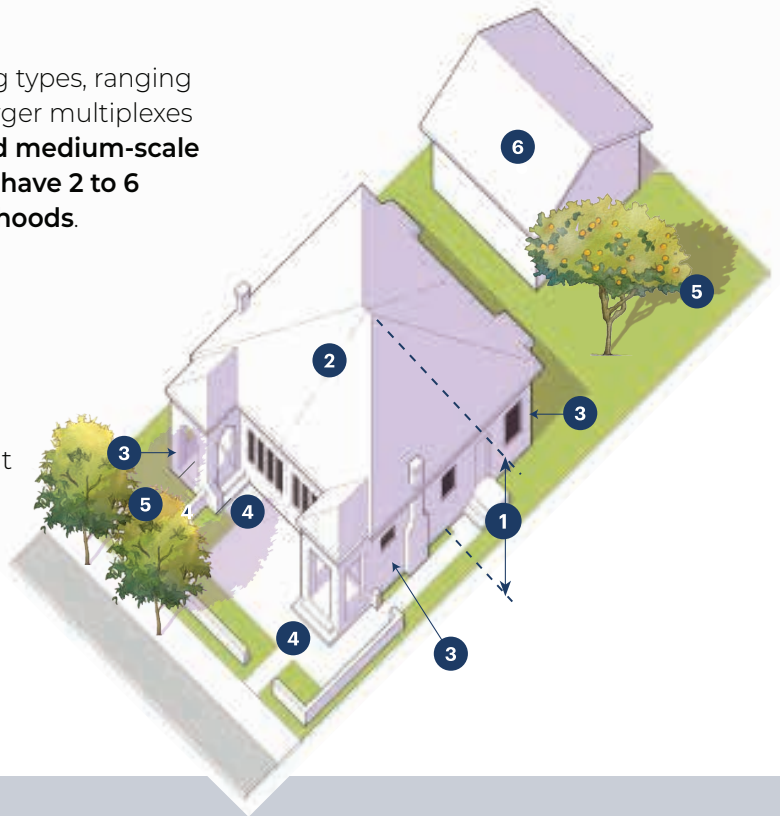 g types, ranging
rger multiplexes
d medium-scale
have 2 to 6
hoods.
6
5
2
3
3
t
5
4
4
1
4
3